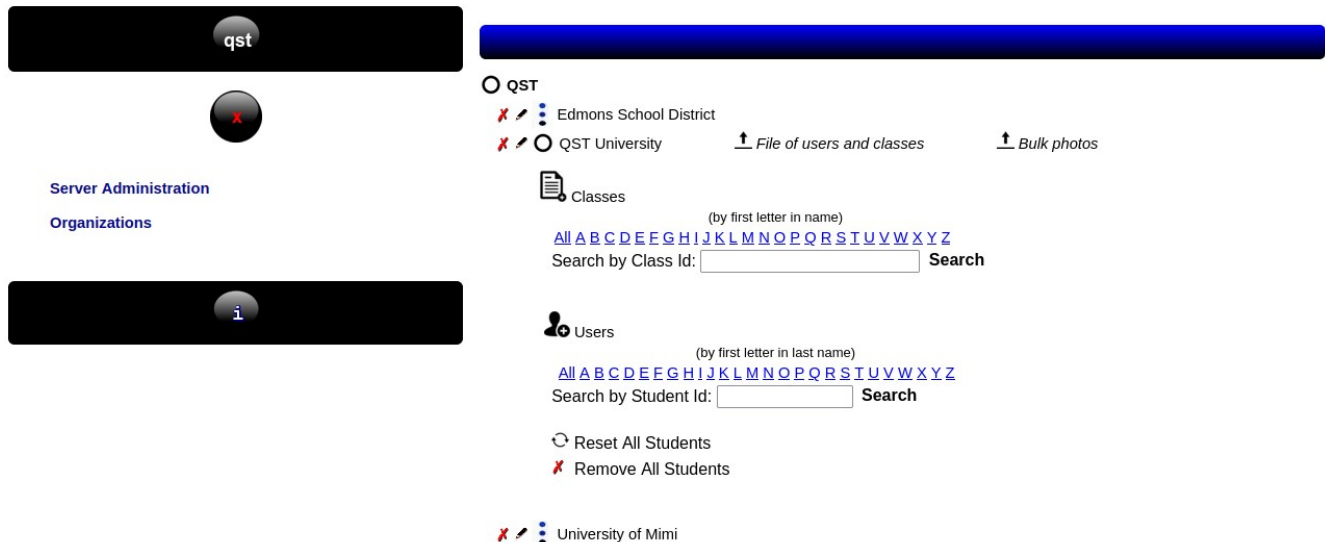 qst
x
Server Administration
Organizations
i
QST
Edmons School District
QST University File of users and classes Bulk photos
Classes
(by first letter in name)
All A B C D E F G H I J K L M N O P Q R S T U V W X Y Z
Search by Class Id: Search
Users
(by first letter in last name)
All A B C D E F G H I J K L M N O P Q R S T U V W X Y Z
Search by Student Id: Search
Reset All Students
Remove All Students
University of Mimi